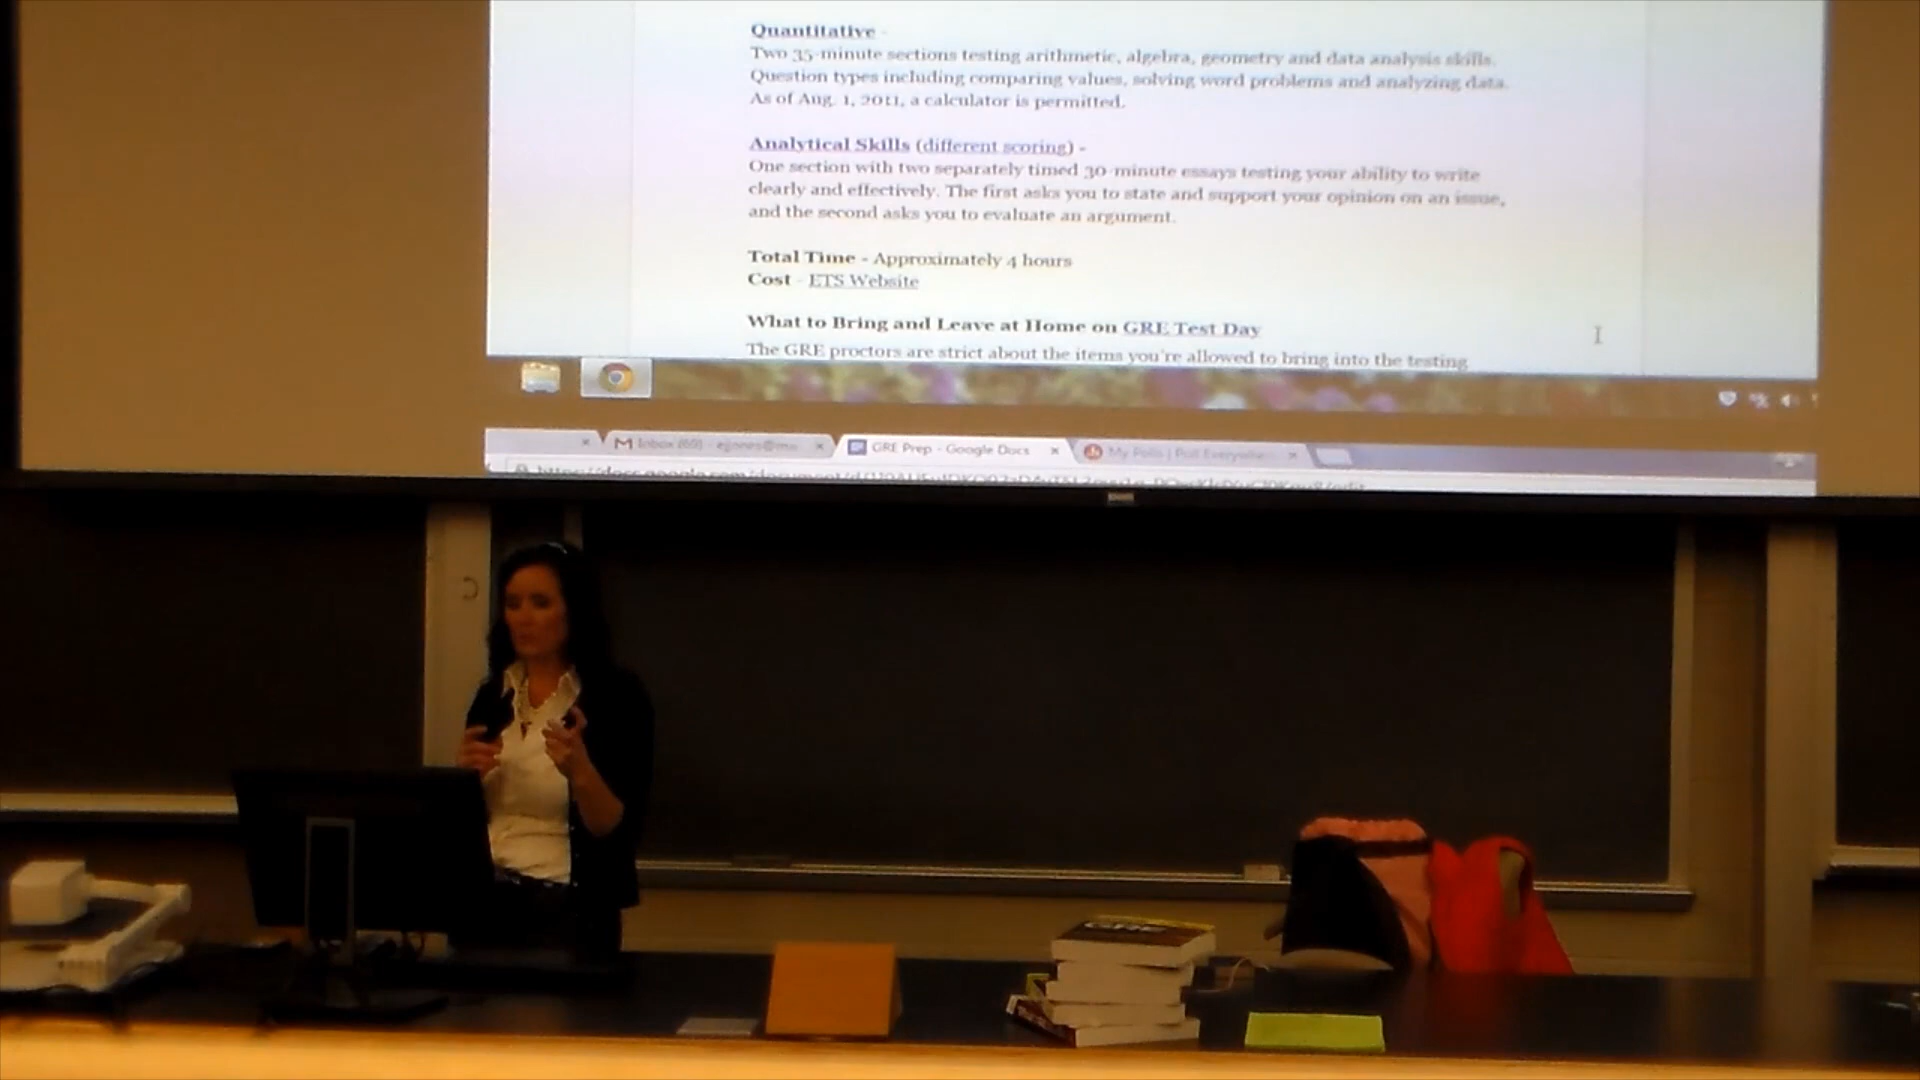 Quantitative -
Two 35-minute sections testing arithmetic, algebra, geometry and data analysis skills.
Question types including comparing values, solving word problems and analyzing data.
As of Aug. 1, 2011, a calculator is permitted.
Analytical Skills (different scoring) -
One section with two separately timed 30-minute essays testing your ability to write
clearly and effectively. The first asks you to state and support your opinion on an issue,
and the second asks you to evaluate an argument.
Total Time - Approximately 4 hours
Cost - ETS Website
What to Bring and Leave at Home on GRE Test Day
The GRE proctors are strict about the items you're allowed to bring into the testing
Inbox
GRE Prep - Google Docs
My Polls | Poll Everywhere
GRE